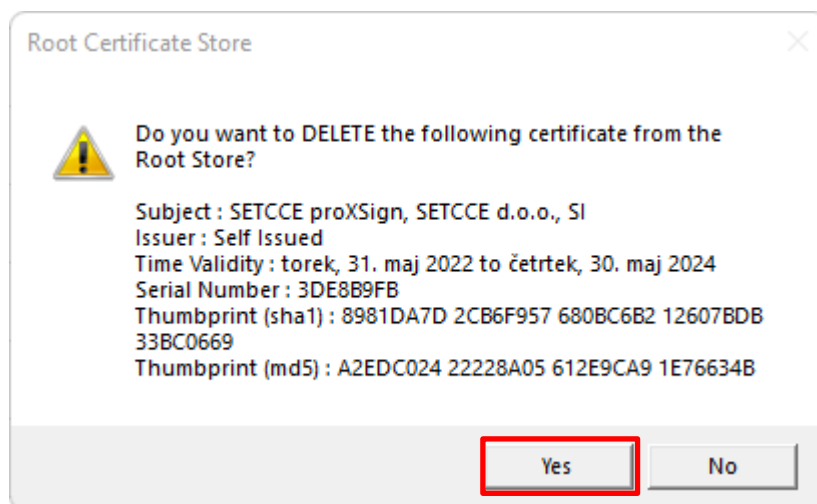 Root Certificate Store
Do you want to DELETE the following certificate from the
Root Store?
Subject : SETCCE proXSign, SETCCE d.o.o., SI
Issuer : Self Issued
Time Validity : torek, 31. maj 2022 to četrtek, 30. maj 2024
Serial Number : 3DE8B9FB
Thumbprint (sha1) : 8981DA7D 2CB6F957 680BC6B2 12607BDB
33BC0669
Thumbprint (md5) : A2EDC024 22228A05 612E9CA9 1E76634B
Yes
No